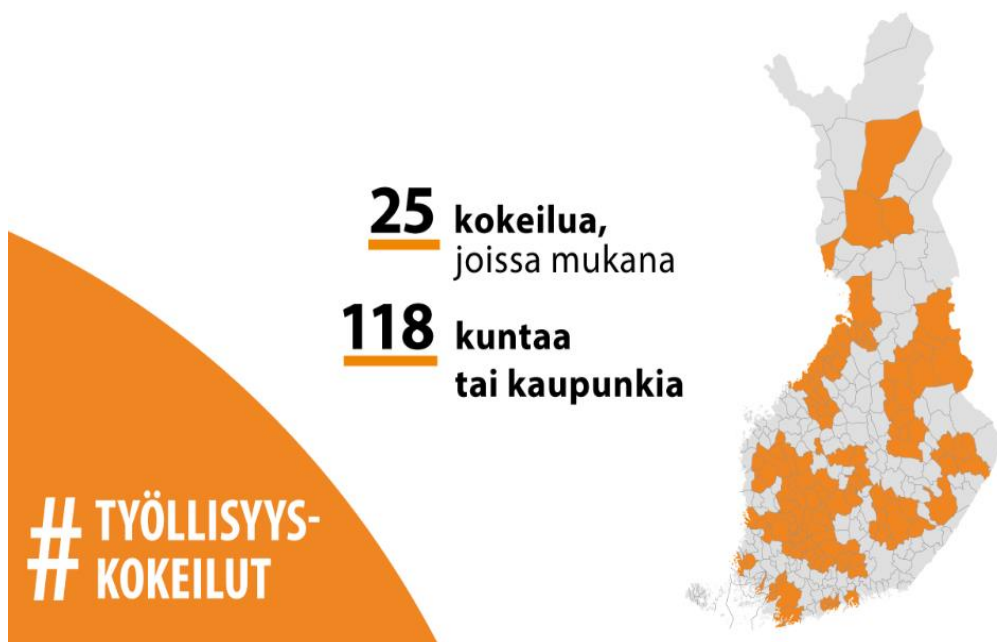 25 kokeilua,
joissa mukana
118 kuntaa
tai kaupunkia
# TYÖLLISYYS-
KOKEILUT